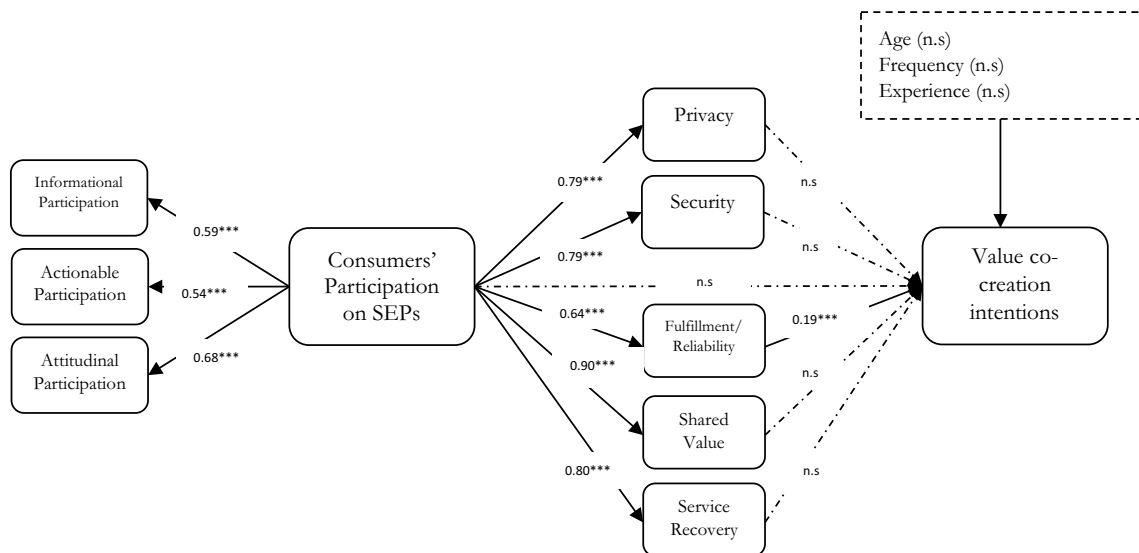 Age (n.s)
Frequency (n.s)
Experience (n.s)
Privacy
0.79***
n.s
Informational
Participation
Security
0.59***
Consumers’
Participation
on SEPs
0.79***
n.s
Value co-
creation
intentions
Actionable
Participation
0.54***
n.s
0.64***
Fulfillment/
Reliability
0.19***
Attitudinal
Participation
0.68***
0.90***
n.s
Shared
Value
0.80***
n.s
Service
Recovery